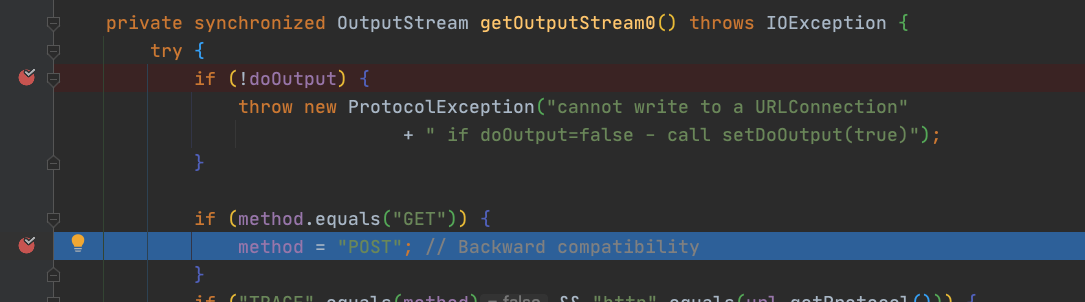 private synchronized OutputStream getOutputStream0() throws IOException {
try {
if (!doOutput) {
throw new ProtocolException("cannot write to a URLConnection"
+ " if doOutput=false - call setDoOutput(true)");
}
if (method.equals("GET")) {
method = "POST"; // Backward compatibility
}
if ("TRACE".equals(method) = false && "http".equals(url.getProtocol())) {